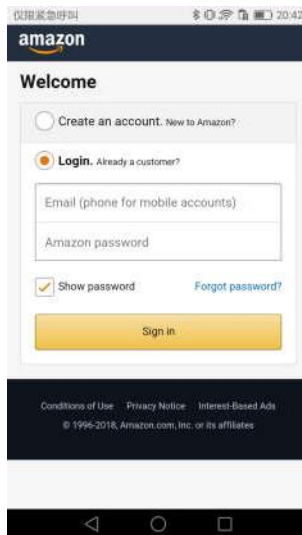 仅限紧急呼叫 20:42
amazon
Welcome
Create an account. New to Amazon?
Login. Already a customer?
Email (phone for mobile accounts)
Amazon password
Show password Forgot password?
Sign in
Conditions of Use Privacy Notice Interest-Based Ads
© 1996-2018, Amazon.com, Inc. or its affiliates